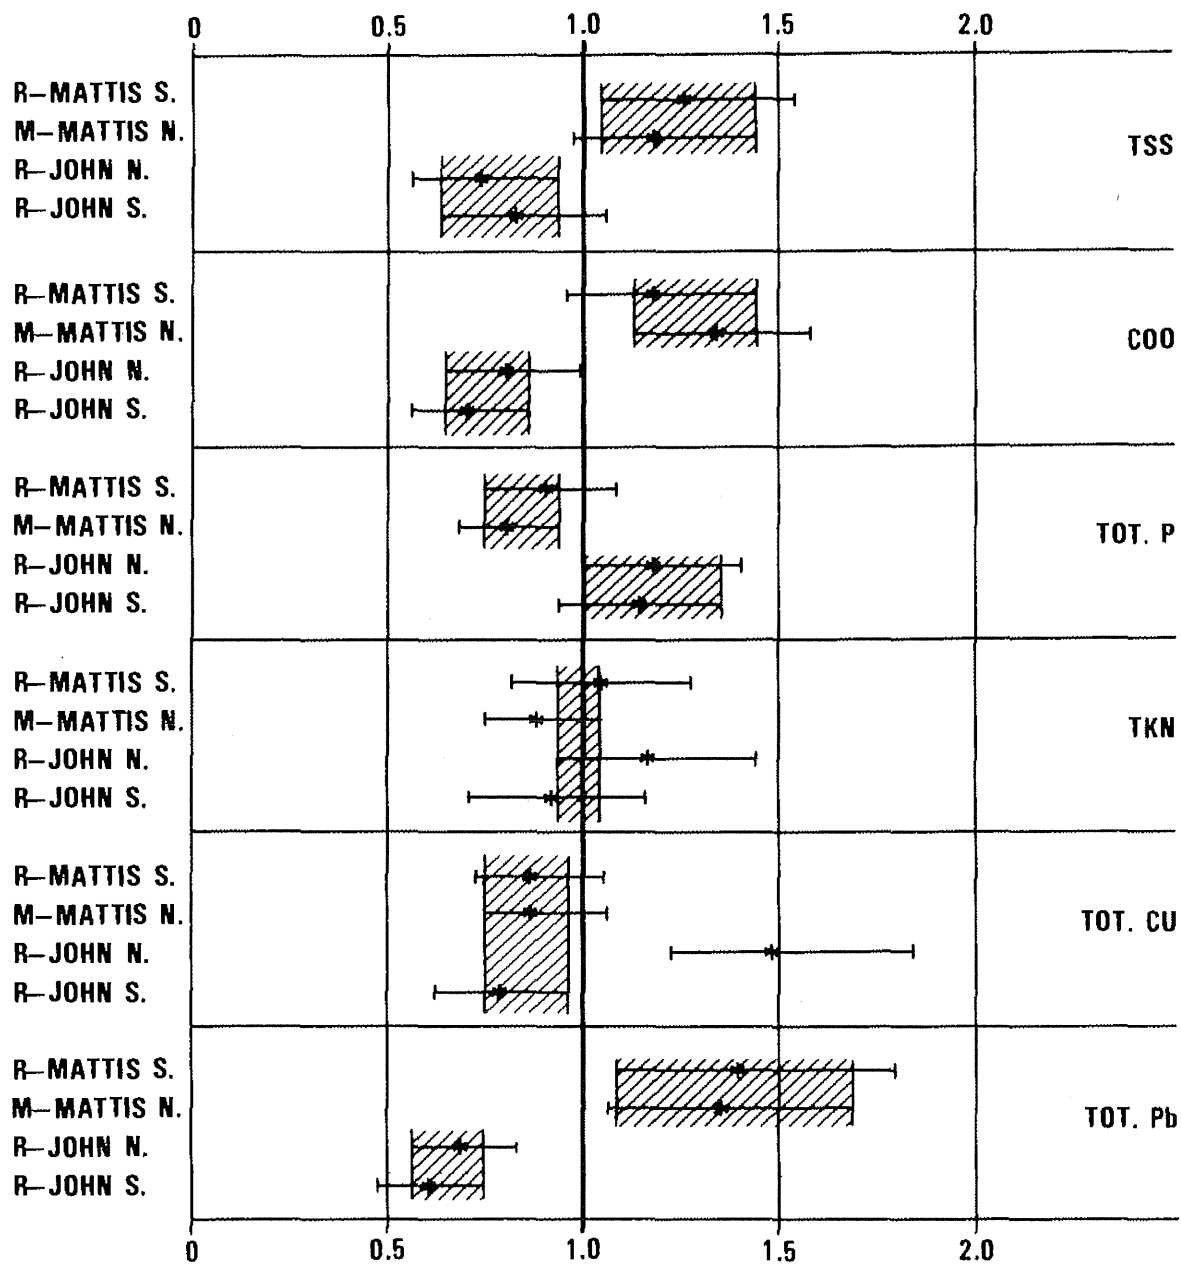 0 0.5 1.0 1.5 2.0
R–MATTIS S.
M–MATTIS N.
R–JOHN N.
R–JOHN S.
TSS
R–MATTIS S.
M–MATTIS N.
R–JOHN N.
R–JOHN S.
COO
R–MATTIS S.
M–MATTIS N.
R–JOHN N.
R–JOHN S.
TOT. P
R–MATTIS S.
M–MATTIS N.
R–JOHN N.
R–JOHN S.
TKN
R–MATTIS S.
M–MATTIS N.
R–JOHN N.
R–JOHN S.
TOT. CU
R–MATTIS S.
M–MATTIS N.
R–JOHN N.
R–JOHN S.
TOT. Pb
0 0.5 1.0 1.5 2.0